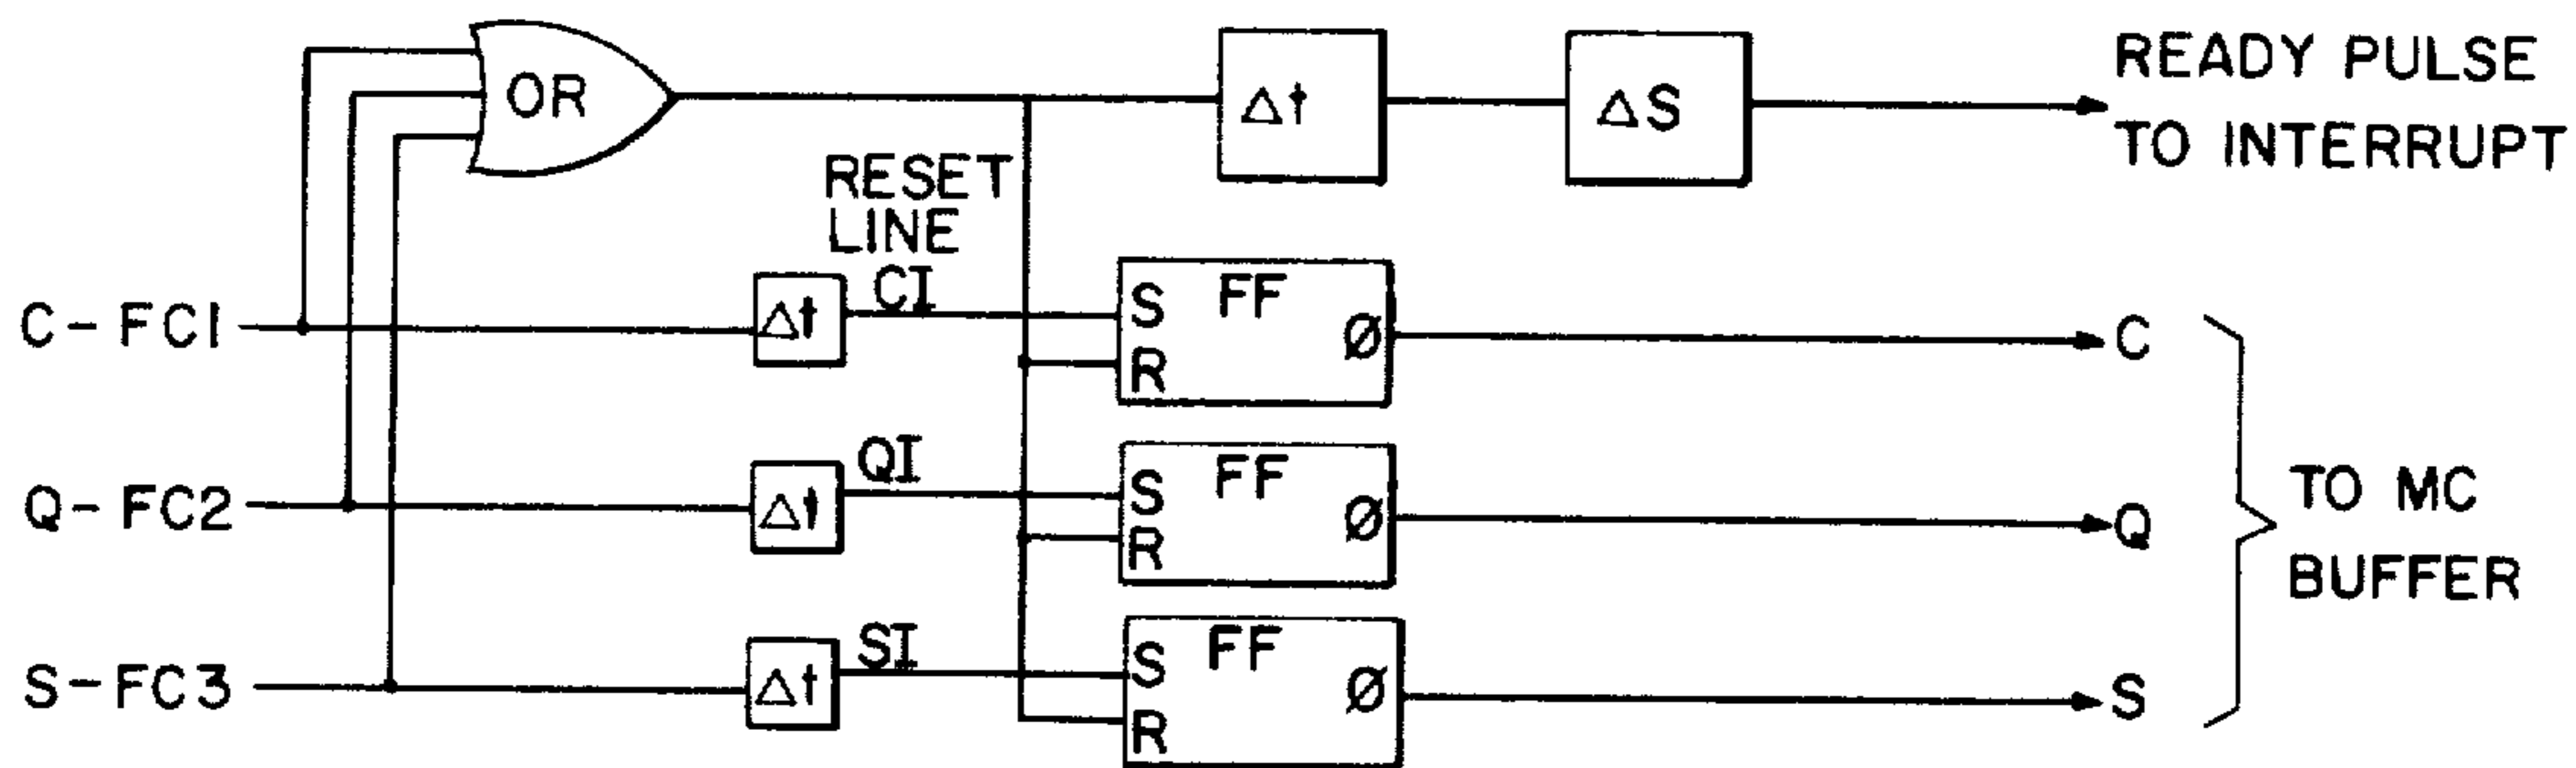 OR
Δt
ΔS
READY PULSE
TO INTERRUPT
RESET
LINE
C-FC1
Δt
CI
S
FF
R
Ø
C
Q-FC2
Δt
QI
S
FF
R
Ø
Q
TO MC
BUFFER
S-FC3
Δt
SI
S
FF
R
Ø
S